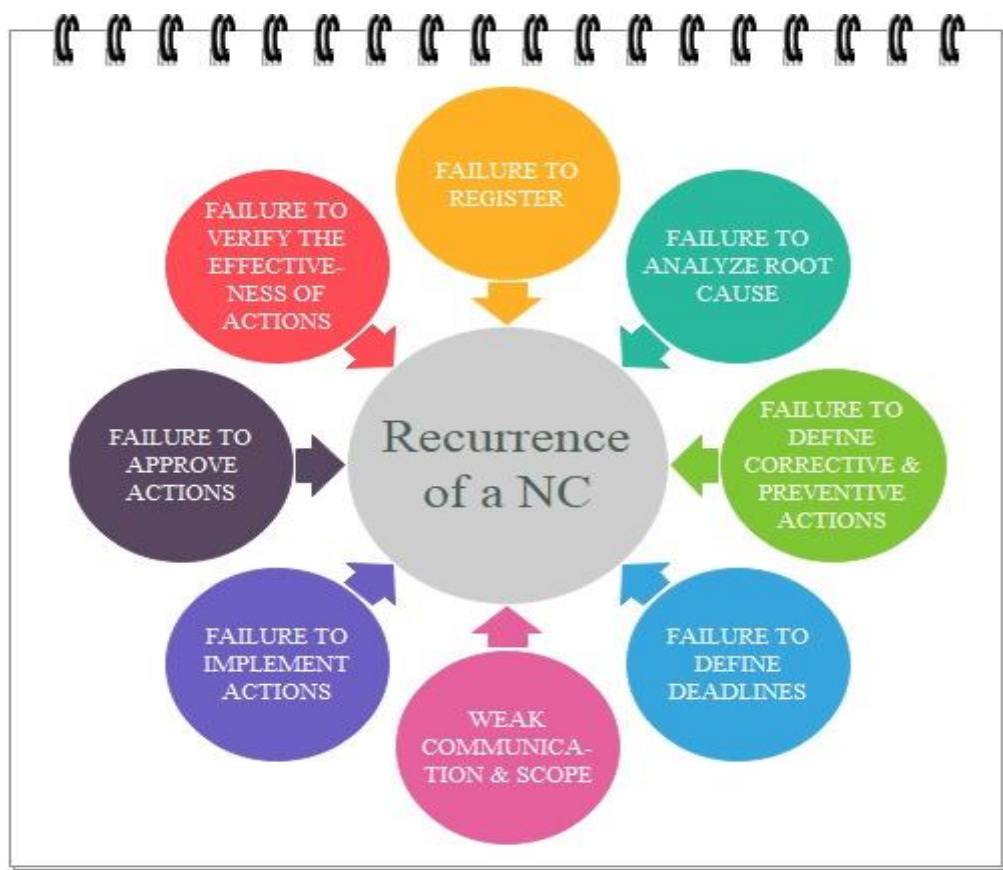 FAILURE TO
REGISTER
FAILURE TO
ANALYZE ROOT
CAUSE
FAILURE TO
DEFINE
CORRECTIVE &
PREVENTIVE
ACTIONS
FAILURE TO
DEFINE
DEADLINES
WEAK
COMMUNICA-
TION & SCOPE
FAILURE TO
IMPLEMENT
ACTIONS
FAILURE TO
APPROVE
ACTIONS
FAILURE TO
VERIFY THE
EFFECTIVE-
NESS OF
ACTIONS
Recurrence
of a NC